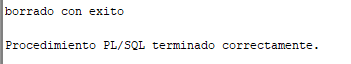 borrado con exito
Procedimiento PL/SQL terminado correctamente.